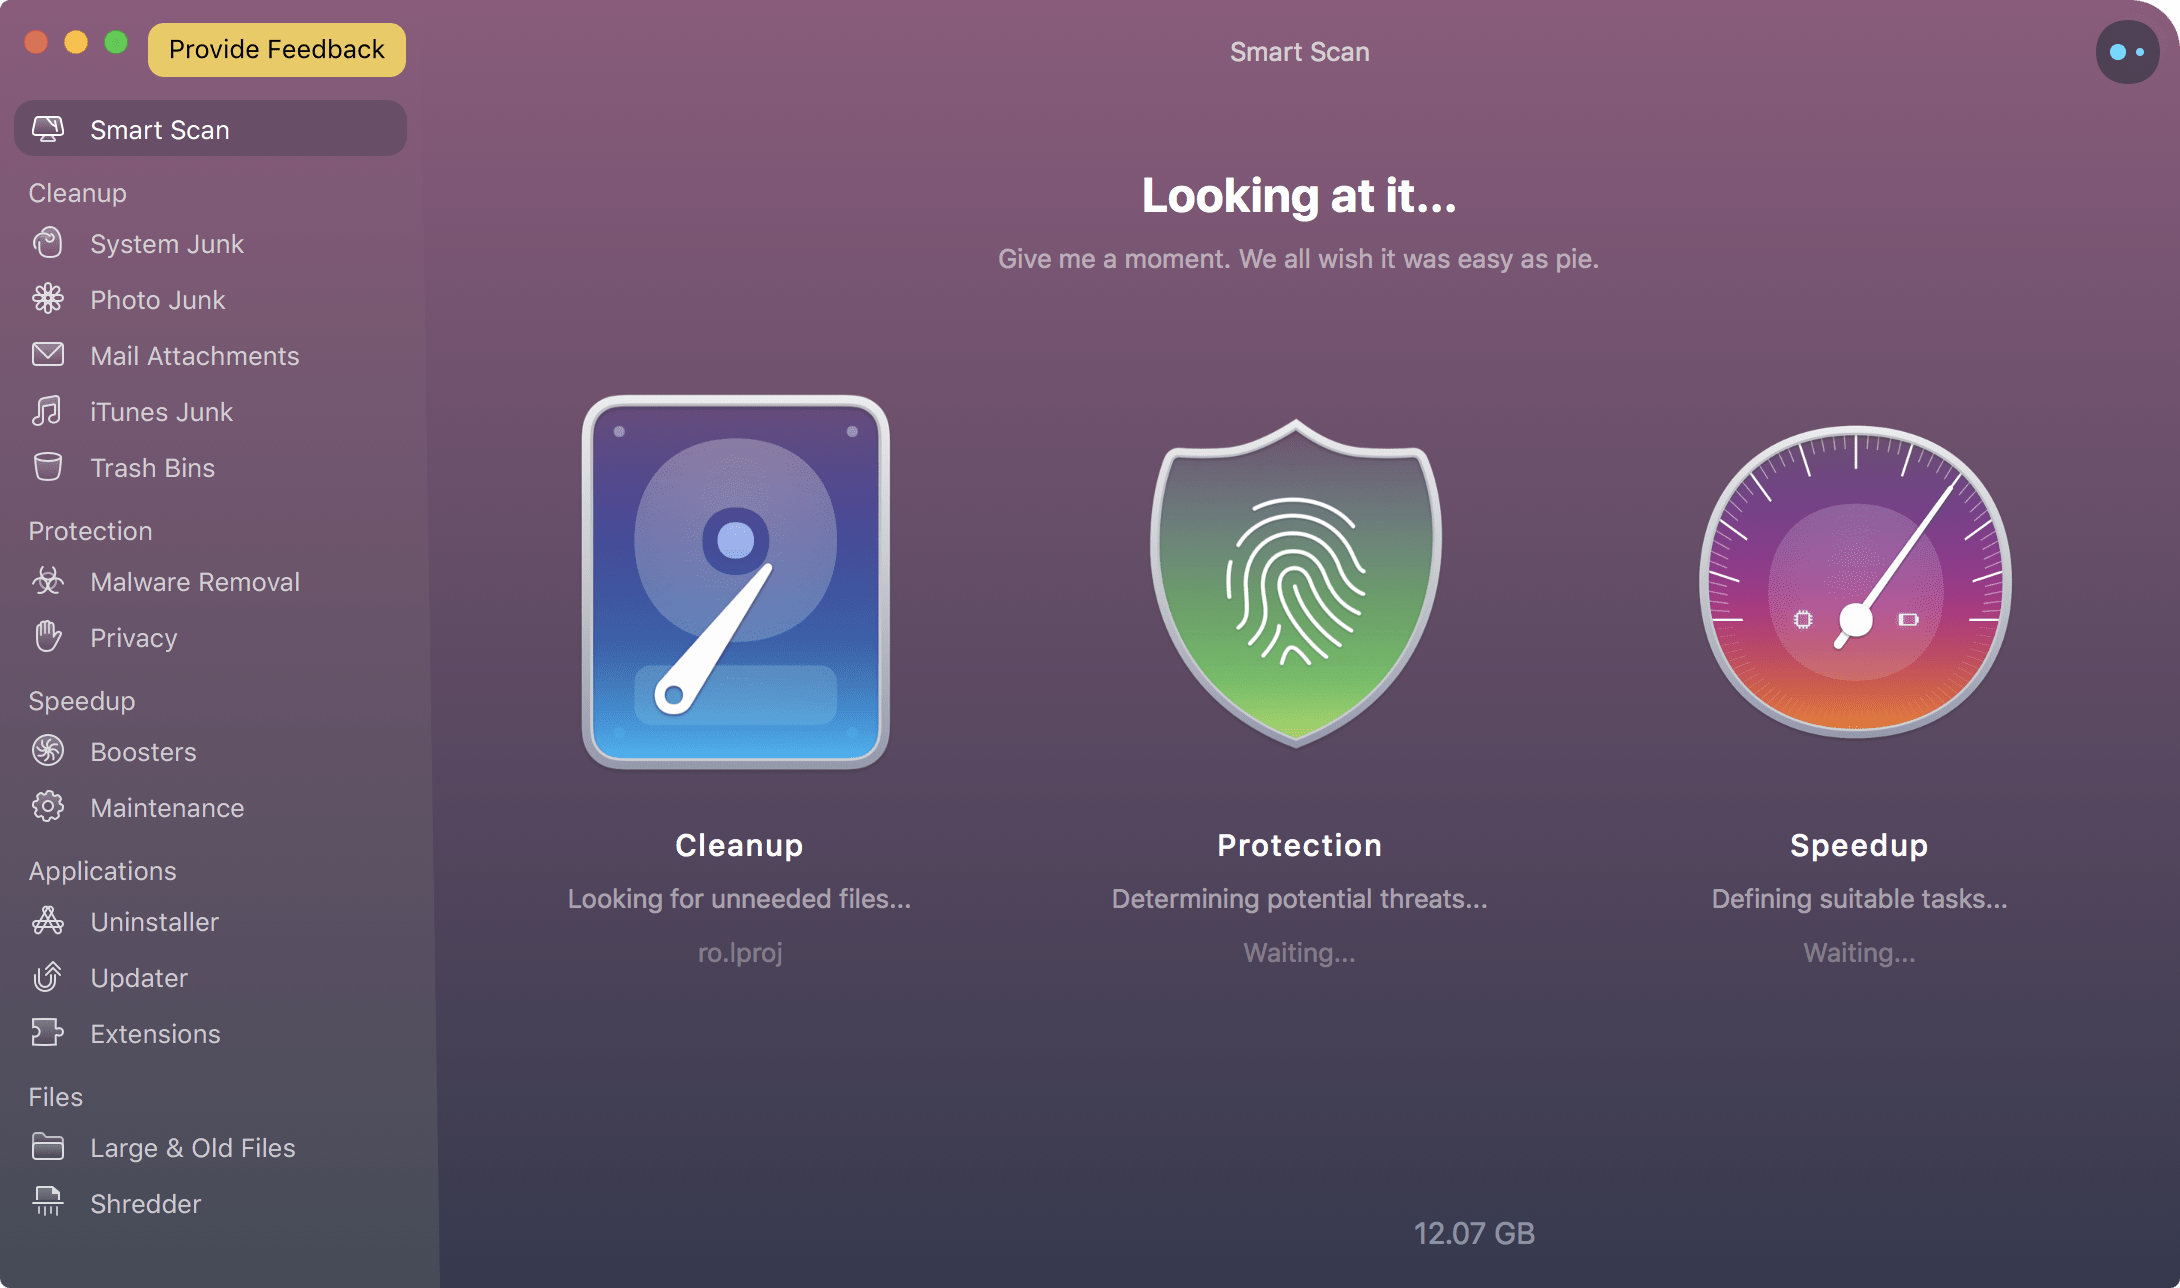 Provide Feedback
Smart Scan
Smart Scan
Cleanup
System Junk
Photo Junk
Mail Attachments
iTunes Junk
Trash Bins
Protection
Malware Removal
Privacy
Speedup
Boosters
Maintenance
Applications
Uninstaller
Updater
Extensions
Files
Large & Old Files
Shredder
Looking at it...
Give me a moment. We all wish it was easy as pie.
Cleanup
Looking for unneeded files...
ro.lproj
Protection
Determining potential threats...
Waiting...
Speedup
Defining suitable tasks...
Waiting...
12.07 GB